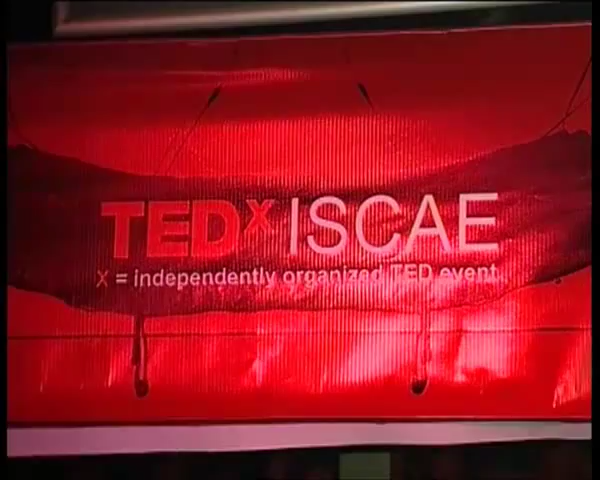 TEDx ISCAE
x = independently organized TED event